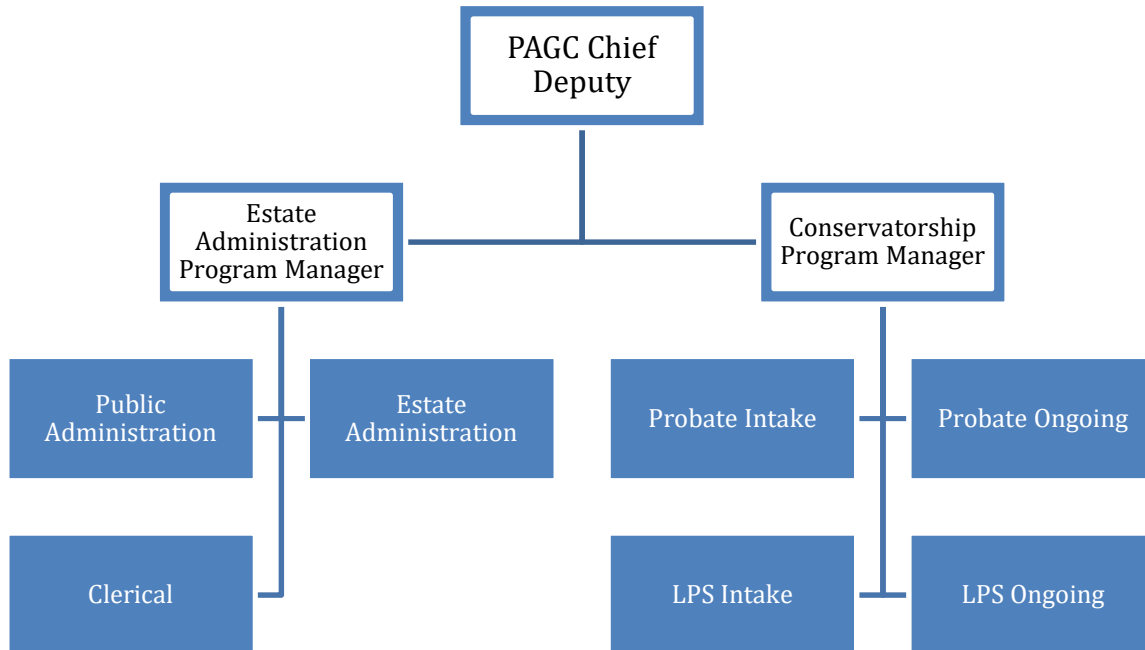 PAGC Chief
Deputy
Estate
Administration
Program Manager
Conservatorship
Program Manager
Public
Administration
Estate
Administration
Probate Intake
Probate Ongoing
Clerical
LPS Intake
LPS Ongoing